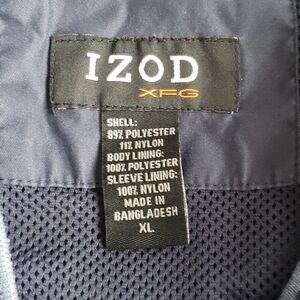 IZOD
XFG
SHELL:
89% POLYESTER
11% NYLON
BODY LINING:
100% POLYESTER
SLEEVE LINING:
100% NYLON
MADE IN
BANGLADESH
XL